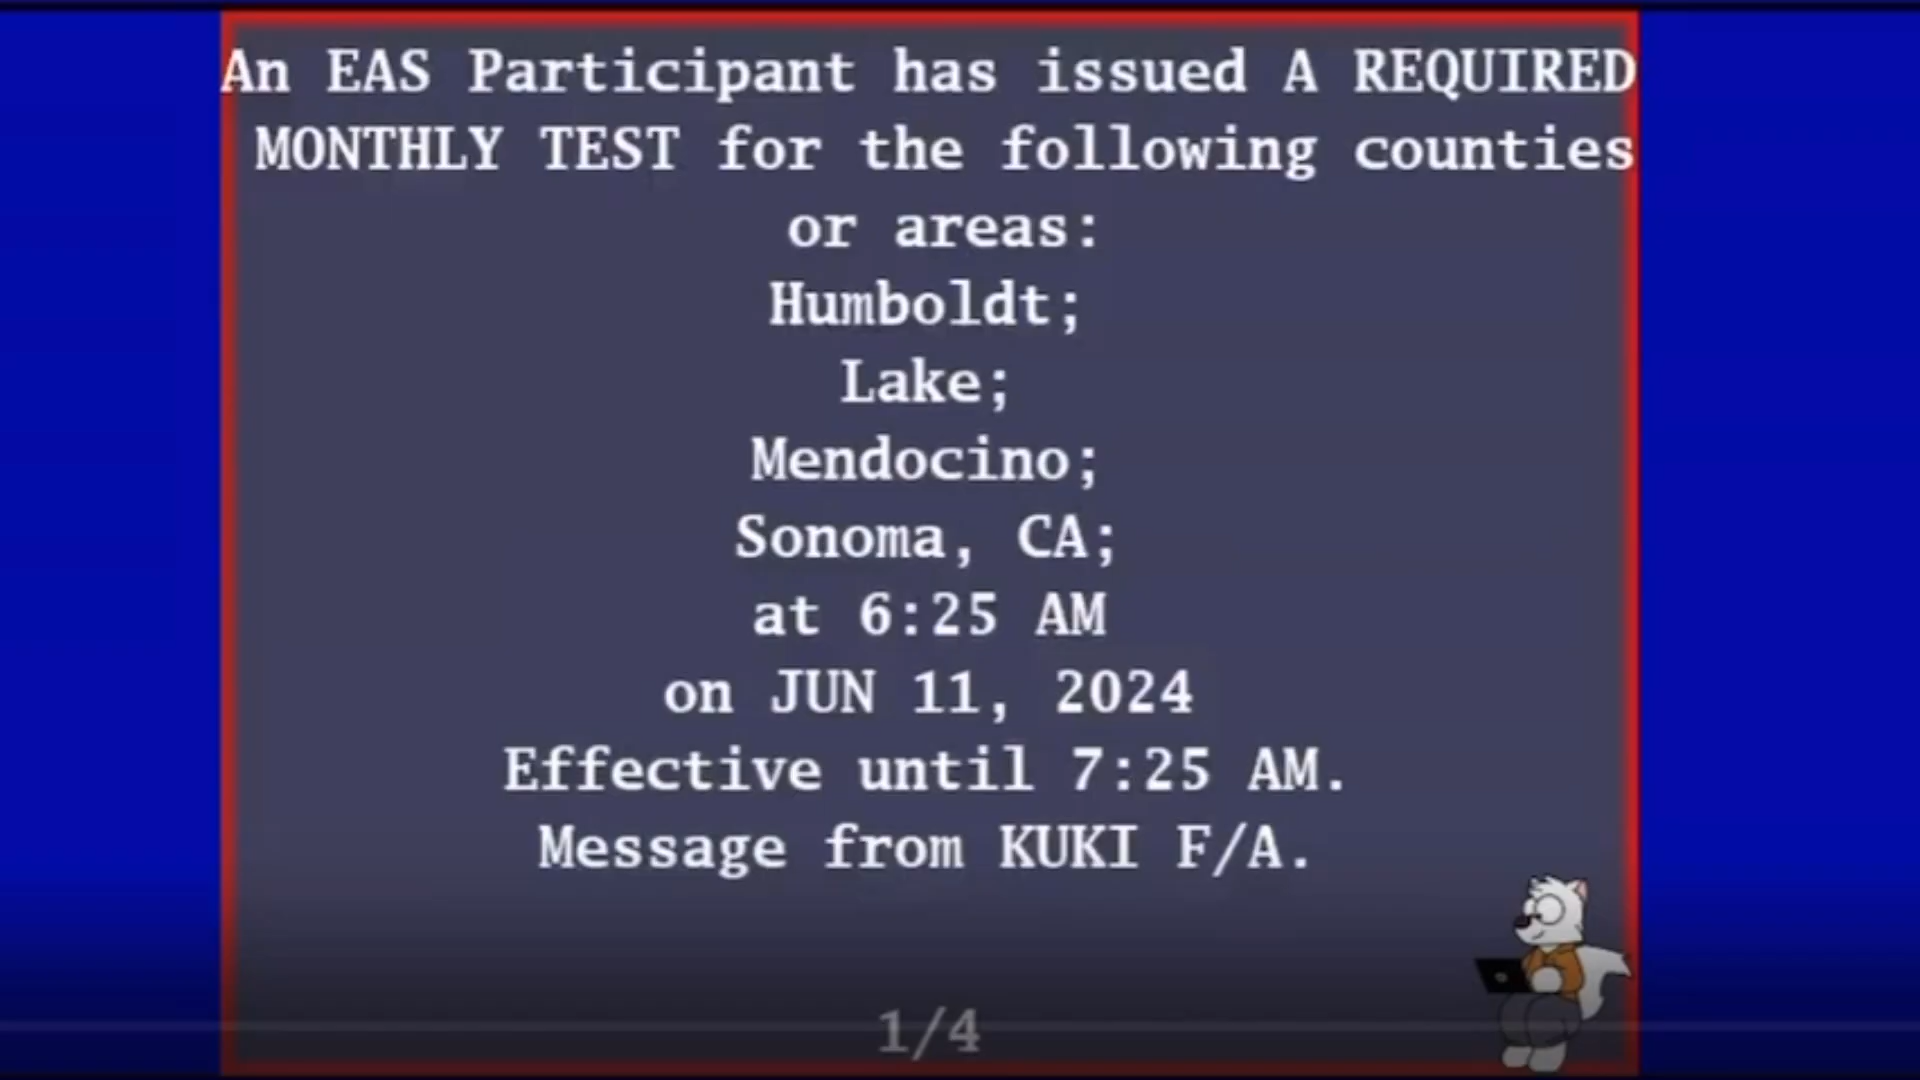 An EAS Participant has issued A REQUIRED
MONTHLY TEST for the following counties
or areas:
Humboldt;
Lake;
Mendocino;
Sonoma, CA;
at 6:25 AM
on JUN 11, 2024
Effective until 7:25 AM.
Message from KUKI F/A.
1/4